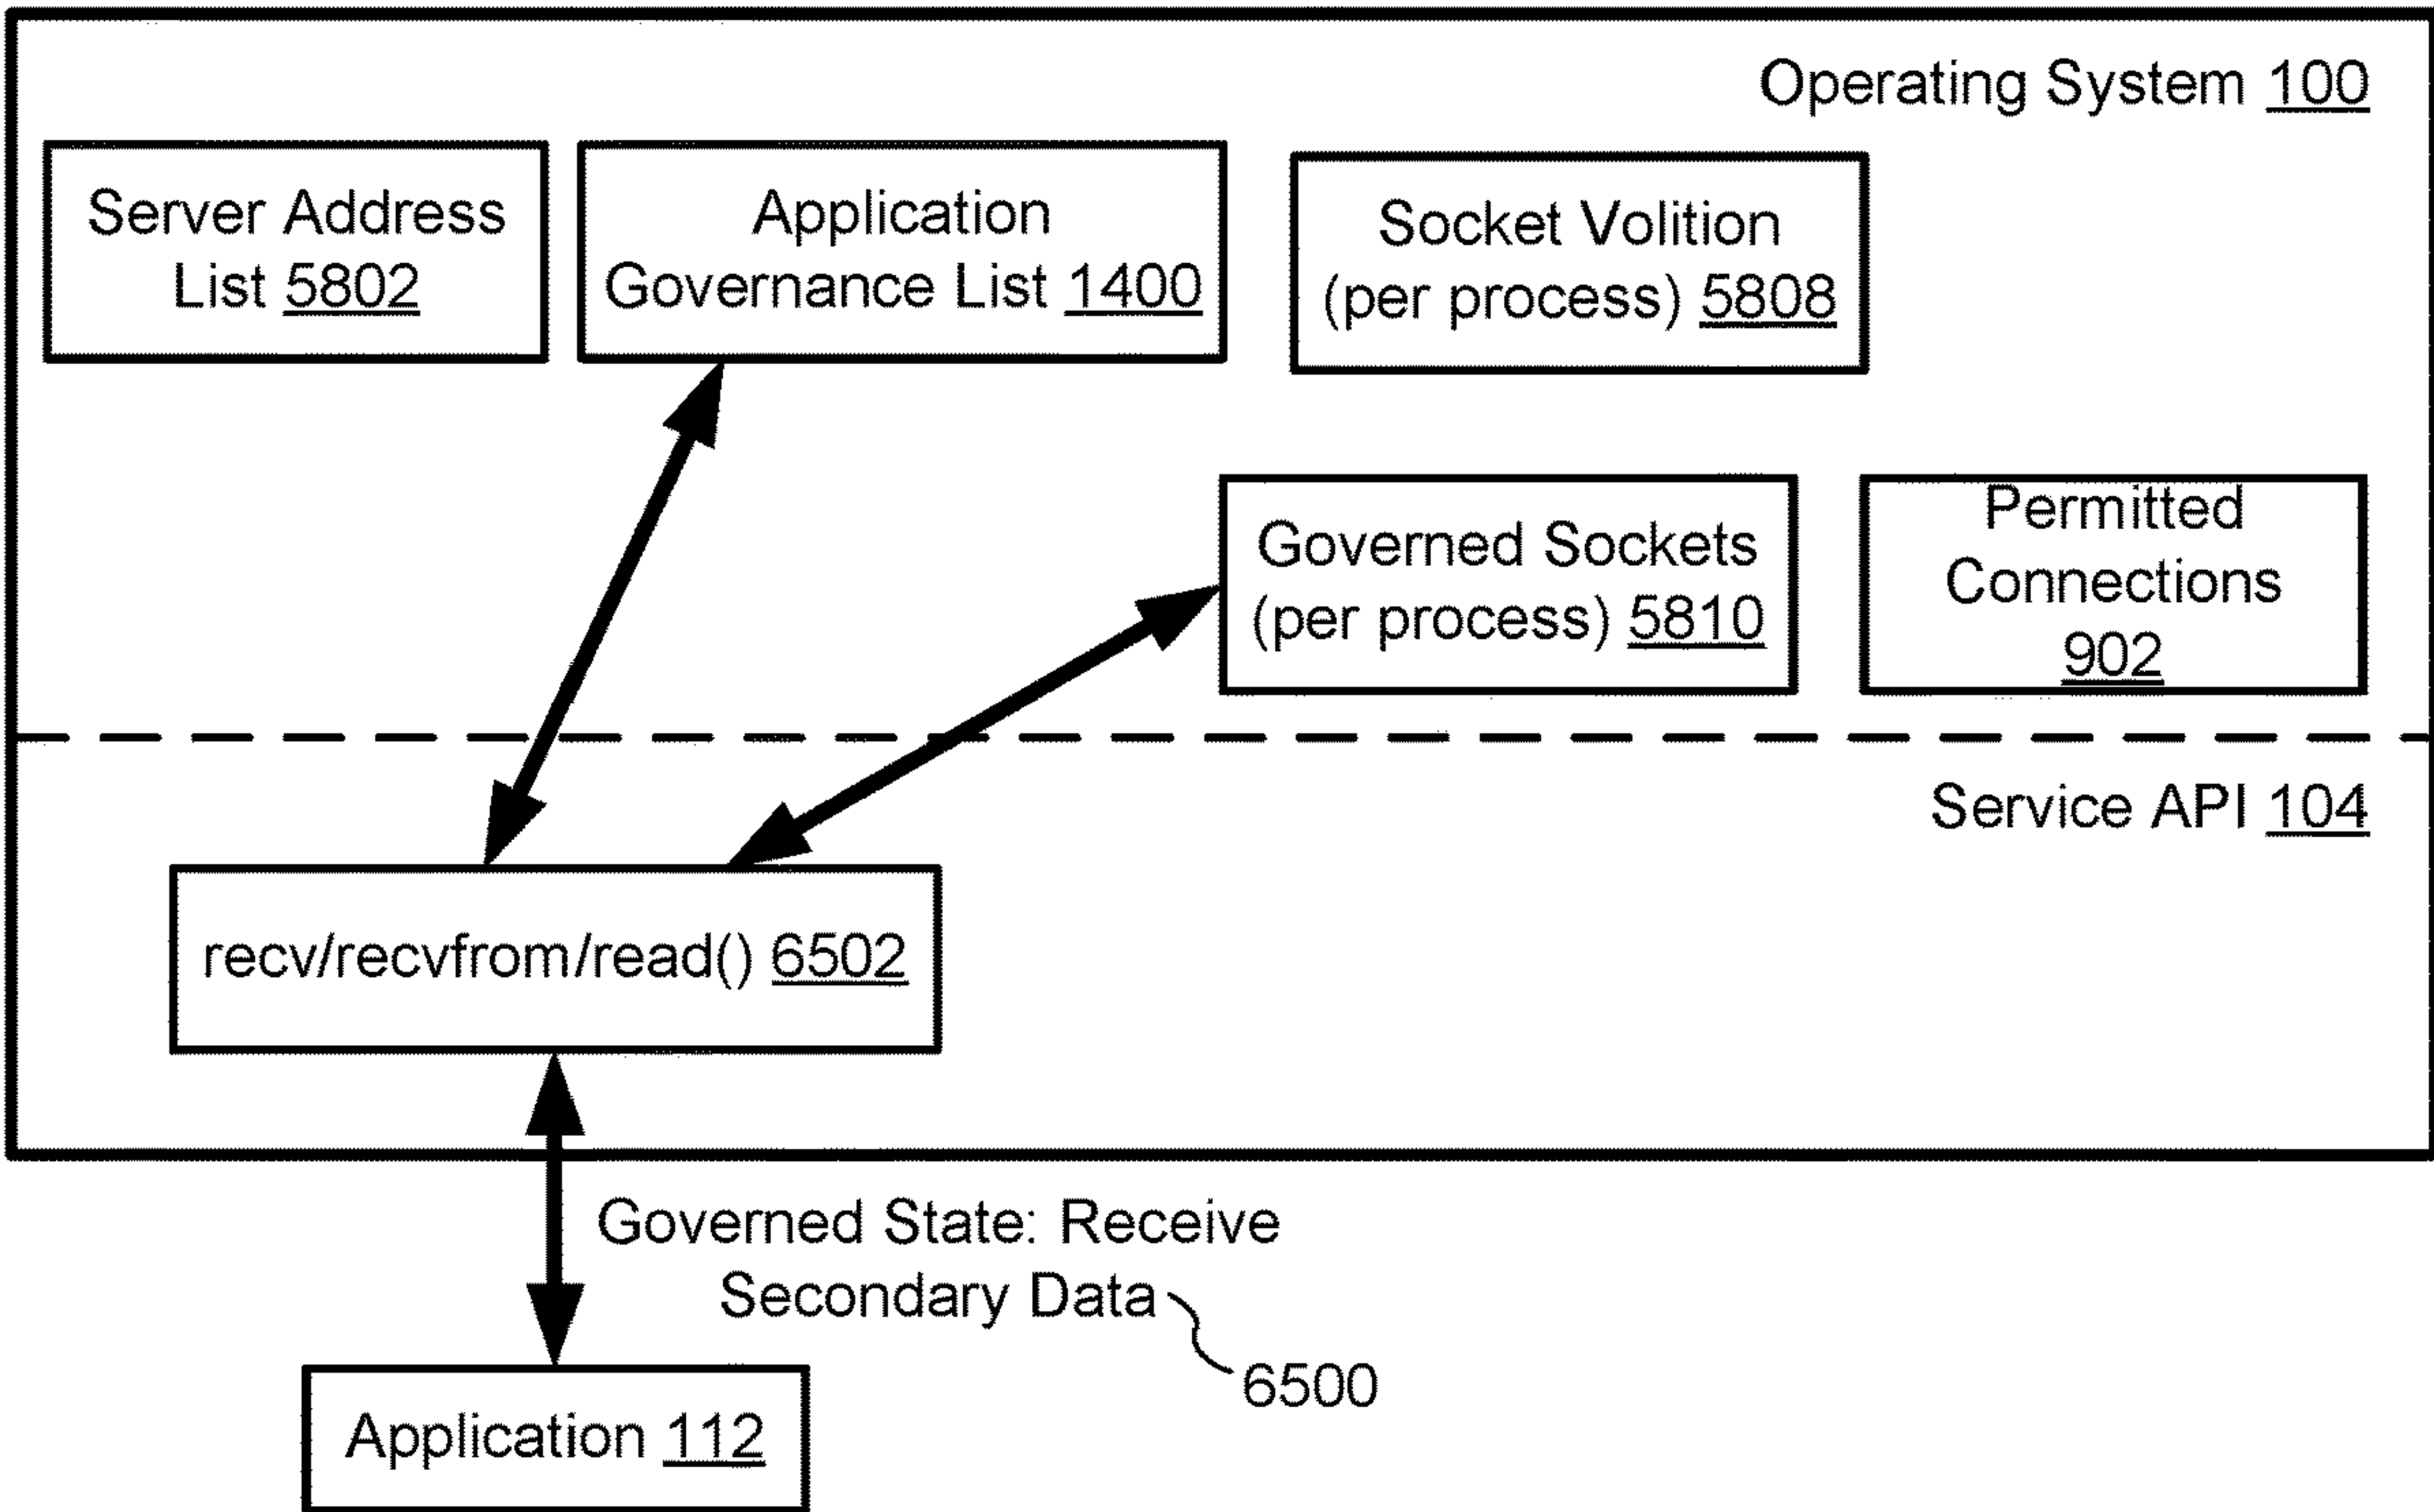 Operating System 100
Server Address
List 5802
Application
Governance List 1400
Socket Volition
(per process) 5808
Governed Sockets
(per process) 5810
Permitted
Connections
902
Service API 104
recv/recvfrom/read() 6502
Governed State: Receive
Secondary Data
6500
Application 112